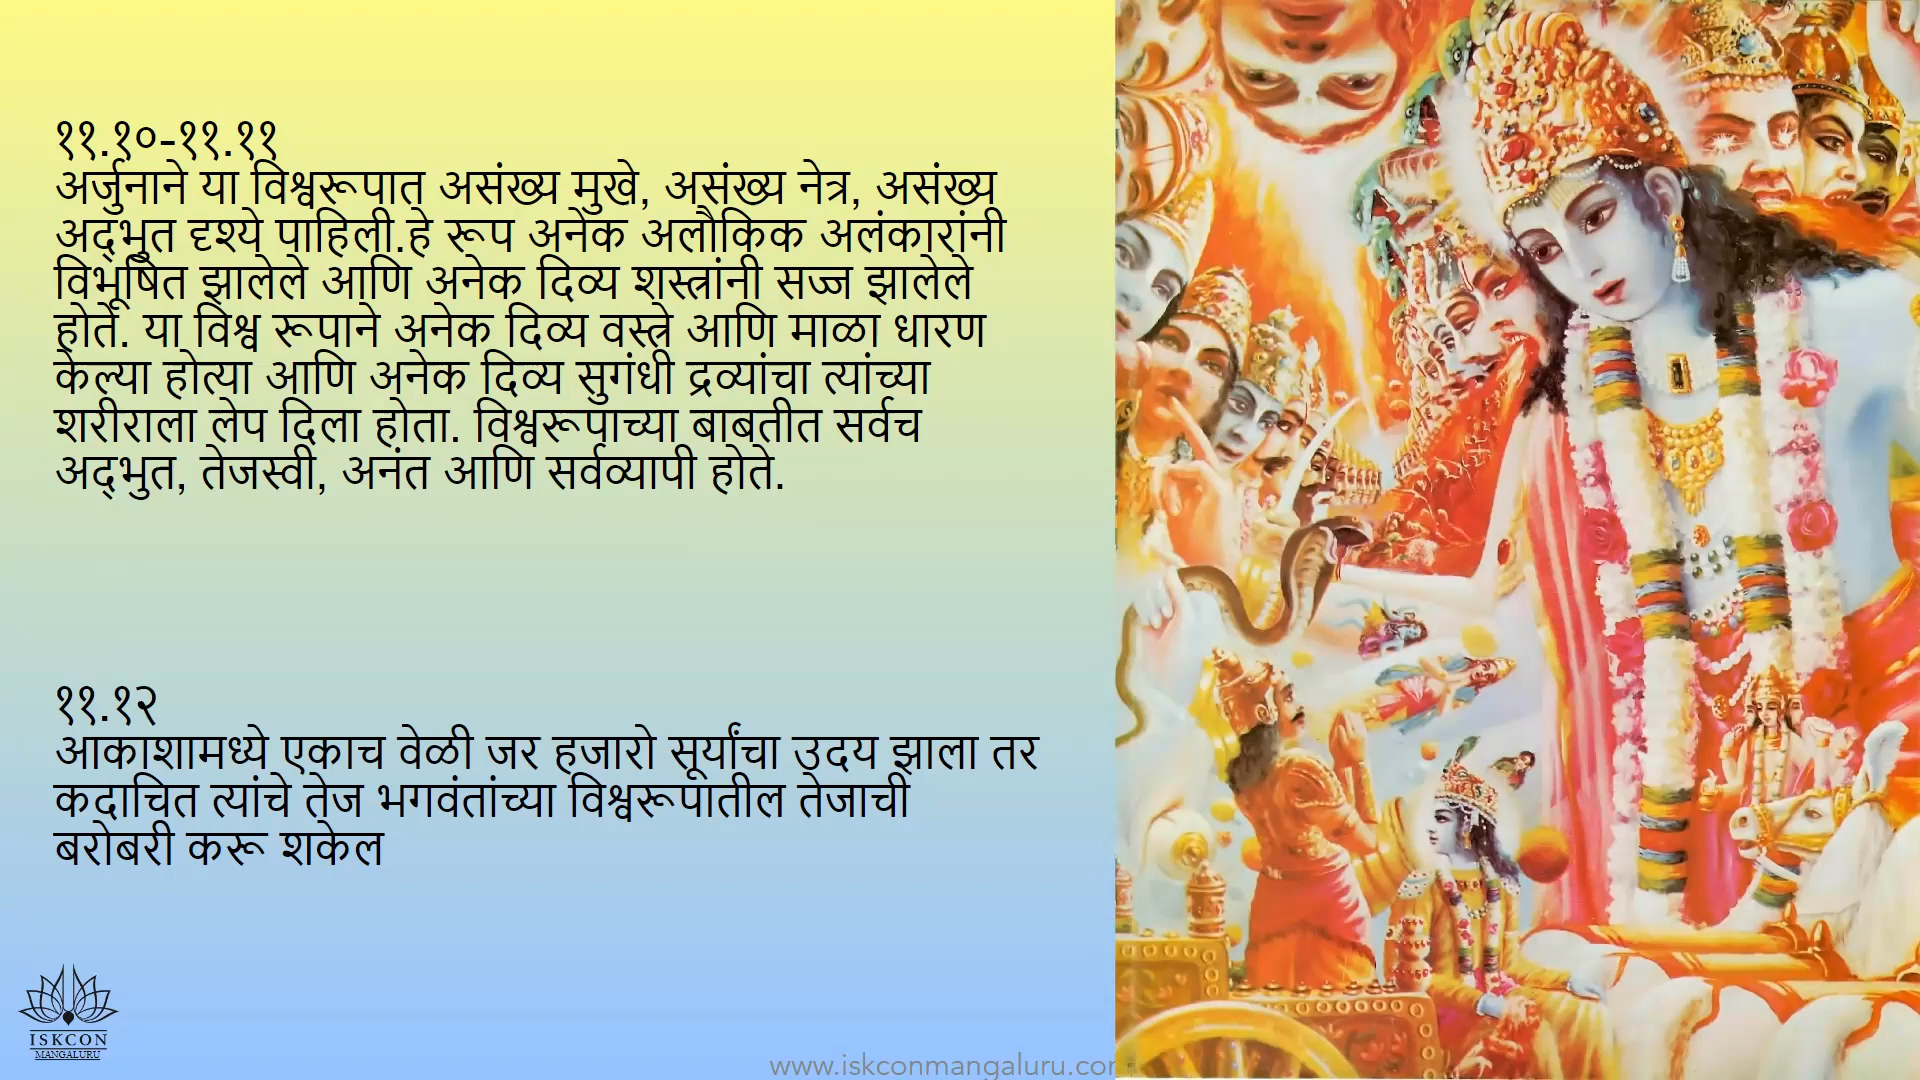 ११.१०-११.११
अर्जुनाने या विश्वरूपात असंख्य मुखे, असंख्य नेत्र, असंख्य
अद्‌भुत दृश्ये पाहिली.हे रूप अनेक अलौकिक अलंकारांनी
विभूषित झालेले आणि अनेक दिव्य शस्त्रांनी सज्ज झालेले
होते. या विश्व रूपाने अनेक दिव्य वस्त्रे आणि माळा धारण
केल्या होत्या आणि अनेक दिव्य सुगंधी द्रव्यांचा त्यांच्या
शरीराला लेप दिला होता. विश्वरूपाच्या बाबतीत सर्वच
अद्‌भुत, तेजस्वी, अनंत आणि सर्वव्यापी होते.
११.१२
आकाशामध्ये एकाच वेळी जर हजारो सूर्यांचा उदय झाला तर
कदाचित त्यांचे तेज भगवंतांच्या विश्वरूपातील तेजाची
बरोबरी करू शकेल
ISKCON
MANGALURU
www.iskconmangaluru.com